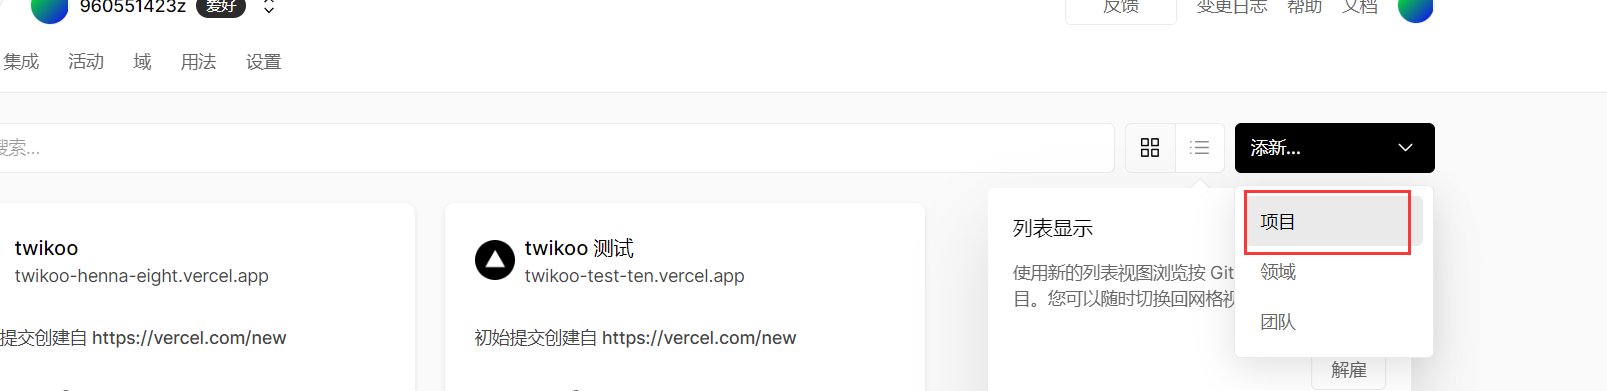 960551423z 爱好
反馈 变更日志 帮助 文档
集成 活动 域 用法 设置
搜索...
添新...
项目
领域
团队
twikoo
twikoo-henna-eight.vercel.app
提交创建自 https://vercel.com/new
twikoo 测试
twikoo-test-ten.vercel.app
初始提交创建自 https://vercel.com/new
列表显示
使用新的列表视图浏览按 Git
目。您可以随时切换回网格视
解雇